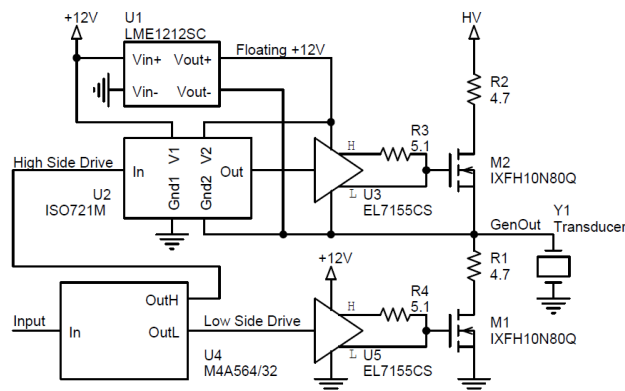 U1
+12V
LME1212SC
HV
Vin+ Vout+
Floating +12V
Vin- Vout-
R2
4.7
R3
5.1
H
M2
IXFH10N80Q
High Side Drive
In
V1
V2
Out
Gnd1
Gnd2
U2
ISO721M
L
U3
EL7155CS
GenOut
Y1
Transducer
+12V
R1
4.7
R4
5.1
H
OutH
Input
In
OutL
Low Side Drive
M1
IXFH10N80Q
L
U5
EL7155CS
U4
M4A564/32